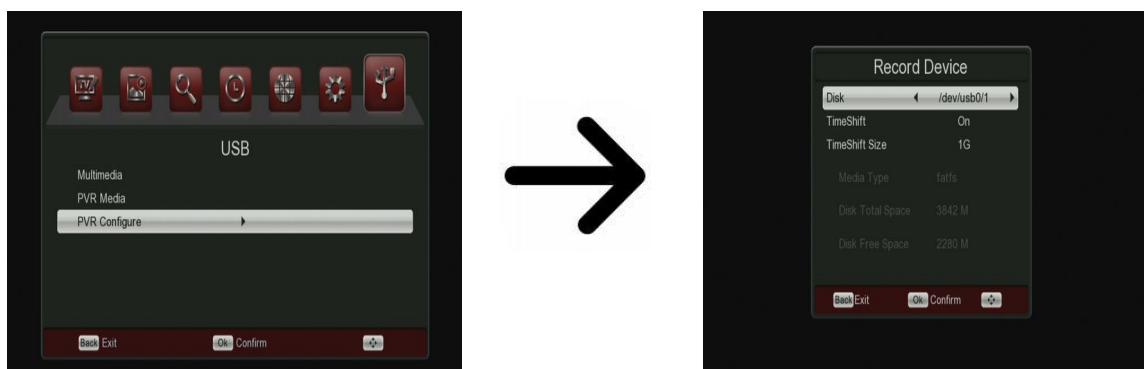 TV
USB
Multimedia
PVR Media
PVR Configure
Back Exit
Ok Confirm
Record Device
Disk /dev/usb0/1
TimeShift On
TimeShift Size 1G
Media Type fatfs
Disk Total Space 3842 M
Disk Free Space 2280 M
Back Exit
Ok Confirm